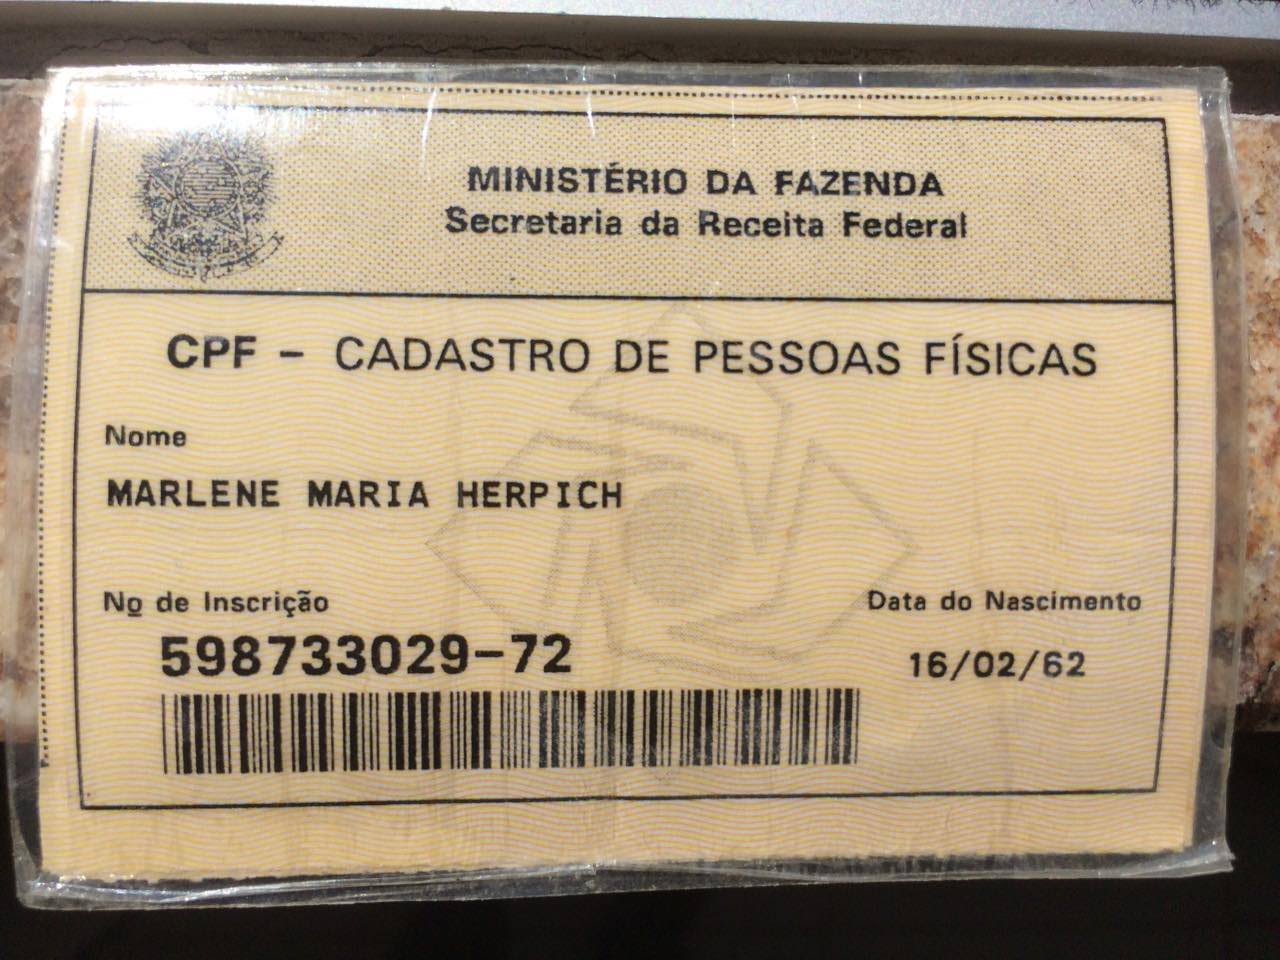 MINISTÉRIO DA FAZENDA
Secretaria da Receita Federal
CPF – CADASTRO DE PESSOAS FÍSICAS
Nome
MARLENE MARIA HERPICH
Nº de Inscrição
Data do Nascimento
598733029-72
16/02/62